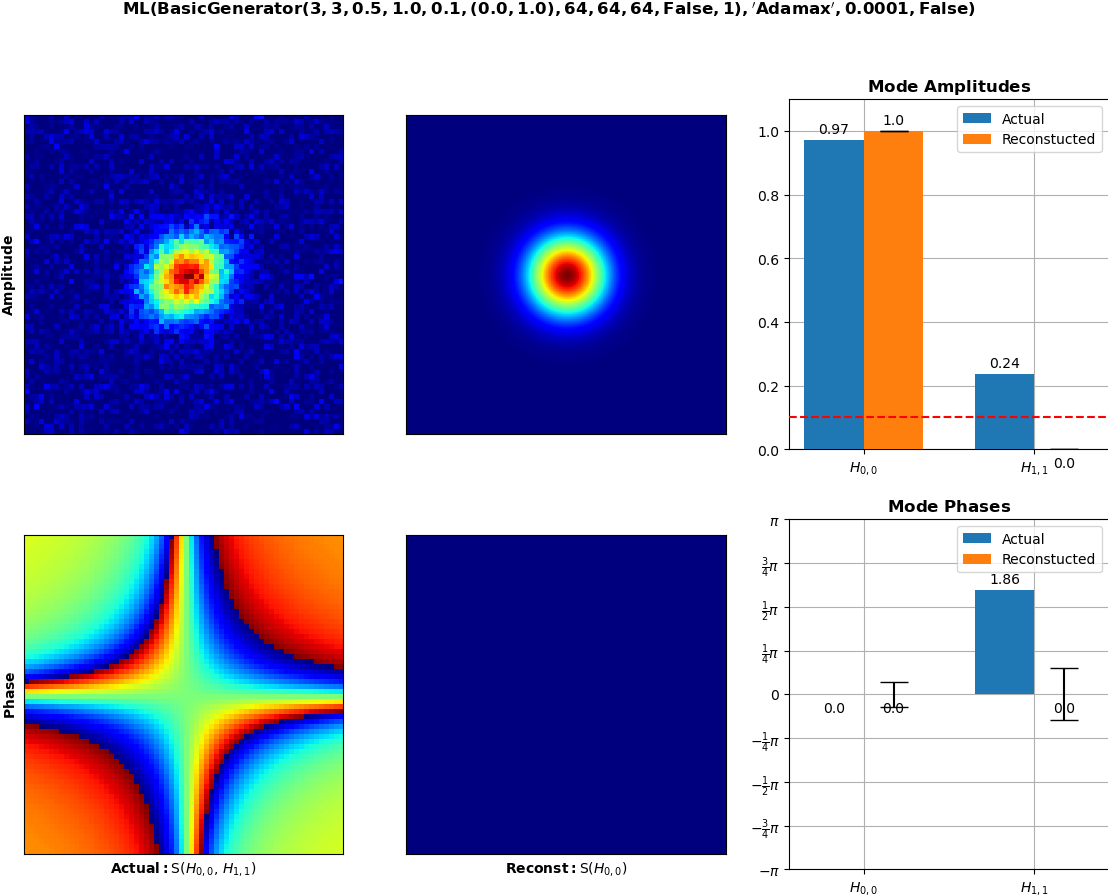 ML(BasicGenerator(3, 3, 0.5, 1.0, 0.1, (0.0, 1.0), 64, 64, 64, False, 1), ′Adamax′, 0.0001, False)
Mode Amplitudes
Amplitude
1.0
0.8
0.6
0.4
0.2
0.0
0.97
1.0
0.24
0.0
Actual
Reconstucted
H0,0
H1,1
Mode Phases
Phase
π
3/4π
1/2π
1/4π
0
−1/4π
−1/2π
−3/4π
−π
0.0
0.0
1.86
0.0
Actual
Reconstucted
H0,0
H1,1
Actual: S(H0,0, H1,1)
Reconst: S(H0,0)